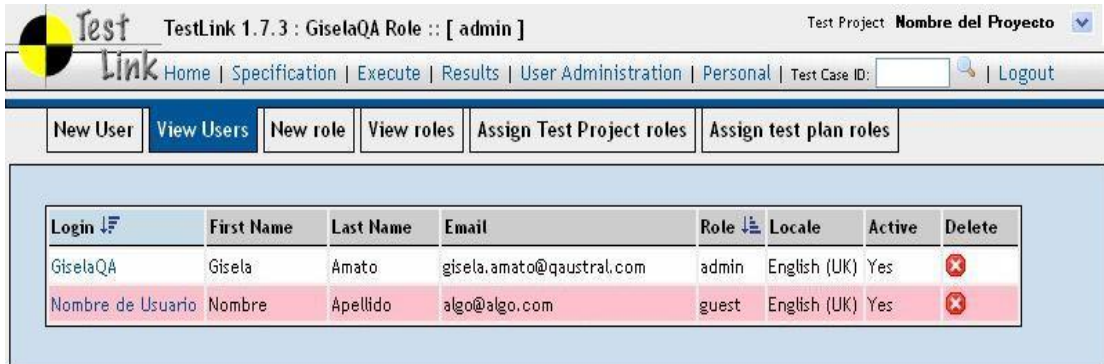 Test Link
TestLink 1.7.3 : GiselaQA Role :: [ admin ]
Test Project Nombre del Proyecto
Home | Specification | Execute | Results | User Administration | Personal | Test Case ID: | Logout
New User View Users New role View roles Assign Test Project roles Assign test plan roles
Login First Name Last Name Email Role Locale Active Delete
GiselaQA Gisela Amato gisela.amato@qaustral.com admin English (UK) Yes
Nombre de Usuario Nombre Apellido algo@algo.com guest English (UK) Yes